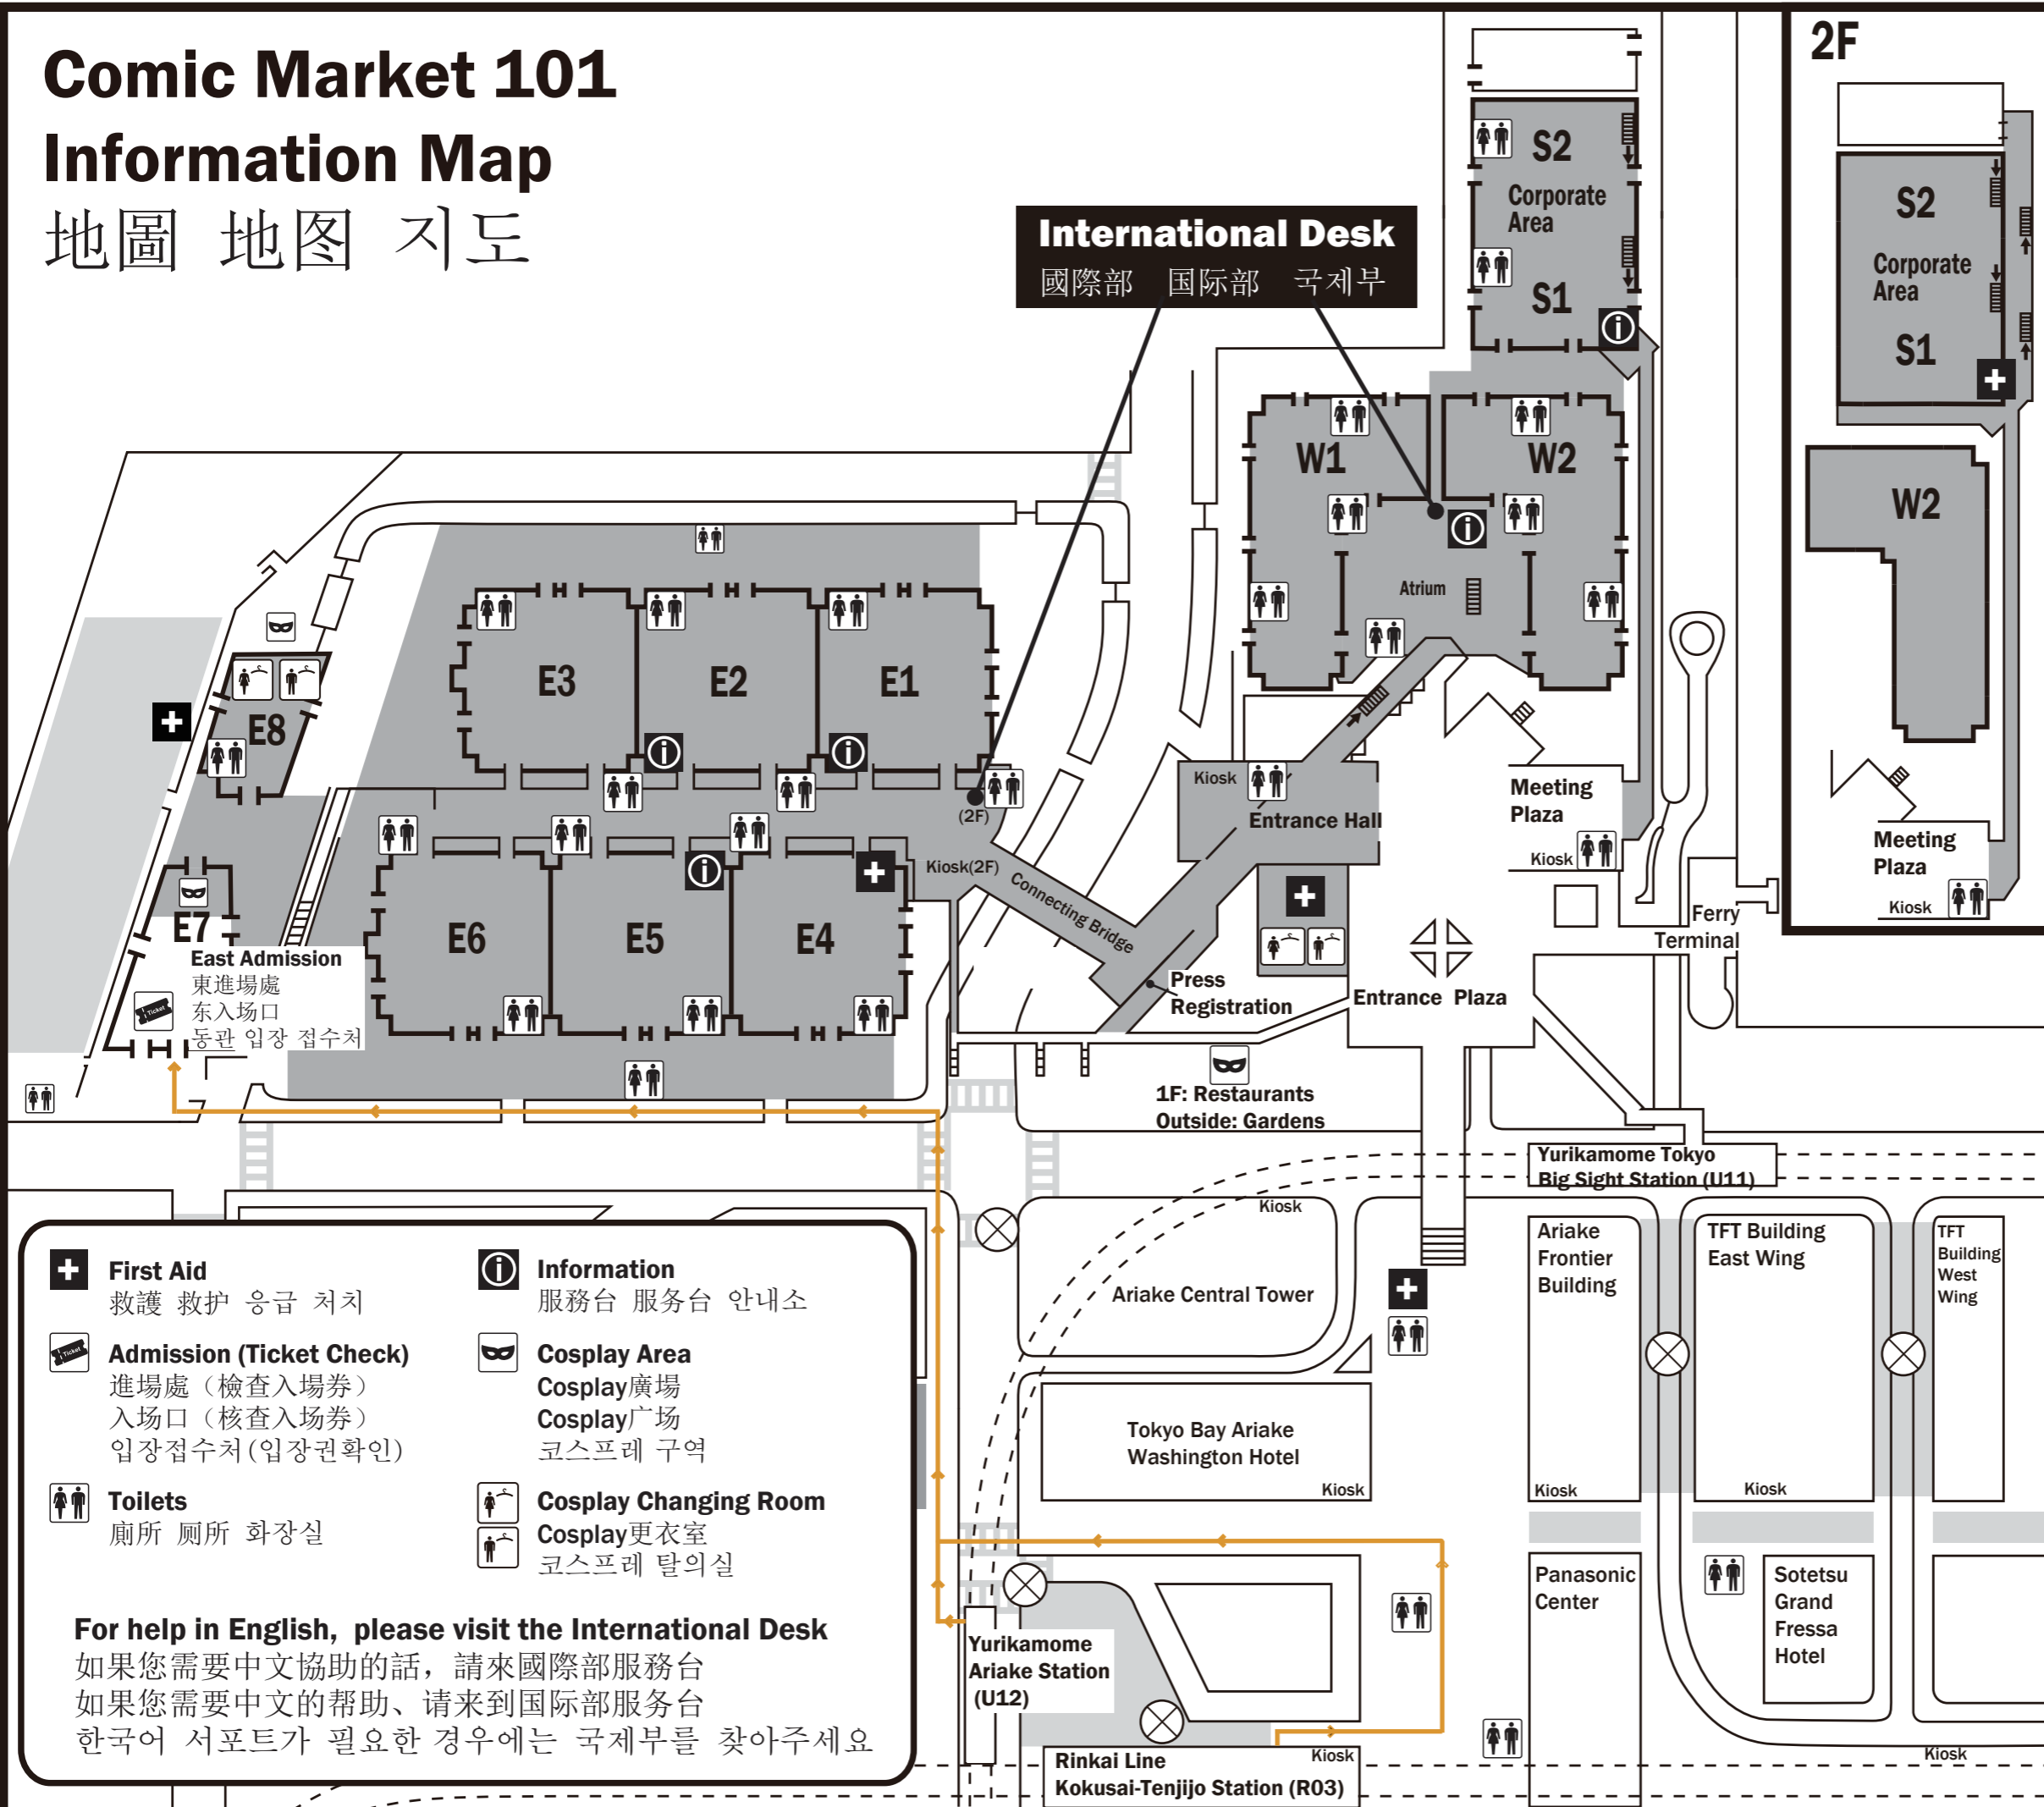 Comic Market 101
Information Map
地圖 地图 지도
International Desk
國際部 国际部 국제부
S2
Corporate
Area
S1
W1
W2
Atrium
E3
E2
E1
E8
(2F)
Kiosk(2F)
Connecting Bridge
Kiosk
Entrance Hall
Meeting
Plaza
Kiosk
E7
E6
E5
E4
East Admission
東進場處
东入场口
동관 입장 접수처
Ticket
Press
Registration
Entrance Plaza
Ferry
Terminal
1F: Restaurants
Outside: Gardens
2F
S2
Corporate
Area
S1
W2
Meeting
Plaza
Kiosk
Yurikamome Tokyo
Big Sight Station (U11)
Kiosk
Ariake Central Tower
Ariake
Frontier
Building
Kiosk
TFT Building
East Wing
Kiosk
TFT
Building
West
Wing
Tokyo Bay Ariake
Washington Hotel
Kiosk
Panasonic
Center
Sotetsu
Grand
Fressa
Hotel
Kiosk
Yurikamome
Ariake Station
(U12)
Rinkai Line
Kokusai-Tenjijo Station (R03)
Kiosk
First Aid
救護 救护 응급 처치
Ticket
Admission (Ticket Check)
進場處（檢查入場券）
入场口（核查入场券）
입장접수처(입장권확인)
Toilets
廁所 厕所 화장실
Information
服務台 服务台 안내소
Cosplay Area
Cosplay廣場
Cosplay广场
코스프레 구역
Cosplay Changing Room
Cosplay更衣室
코스프레 탈의실
For help in English, please visit the International Desk
如果您需要中文協助的話，請來國際部服務台
如果您需要中文的帮助、请来到国际部服务台
한국어 서포트가 필요한 경우에는 국제부를 찾아주세요